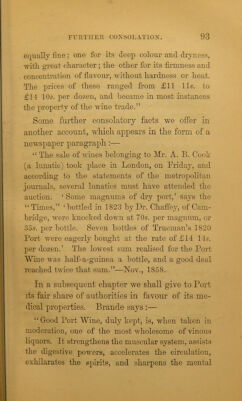 FURTHER CONSOLATION. 93
equally fine; one for its deep colour and dryness,
with great character; the other for its firmness and
concentration of flavour, without hardness or heat.
The prices of these ranged from £11 11s. to
£14 10s. per dozen, and became in most instances
the property of the wine trade."
Some further consolatory facts we offer in
another account, which appears in the form of a
newspaper paragraph :—
"The sale of wines belonging to Mr. A. B. Cook
(a lunatic) took place in London, on Friday, and
according to the statements of the metropolitan
journals, several lunatics must have attended the
auction. 'Some magnums of dry port,' says the
"Times," 'bottled in 1823 by Dr. Chaffey, of Cam-
bridge, were knocked down at 70s. per magnum, or
35s. per bottle. Seven bottles of Trueman's 1820
Port were eagerly bought at the rate of £14 14s.
per dozen.' The lowest sum realised for the Port
Wine was half-a-guinea a bottle, and a good deal
reached twice that sum."—Nov., 1858.
In a subsequent chapter we shall give to Port
its fair share of authorities in favour of its me-
dical properties. Brande says :—
"Good Port Wine, duly kept, is, when taken in
moderation, one of the most wholesome of vinous
liquors. It strengthens the muscular system, assists
the digestive powers, accelerates the circulation,
exhilarates the spirits, and sharpens the mental